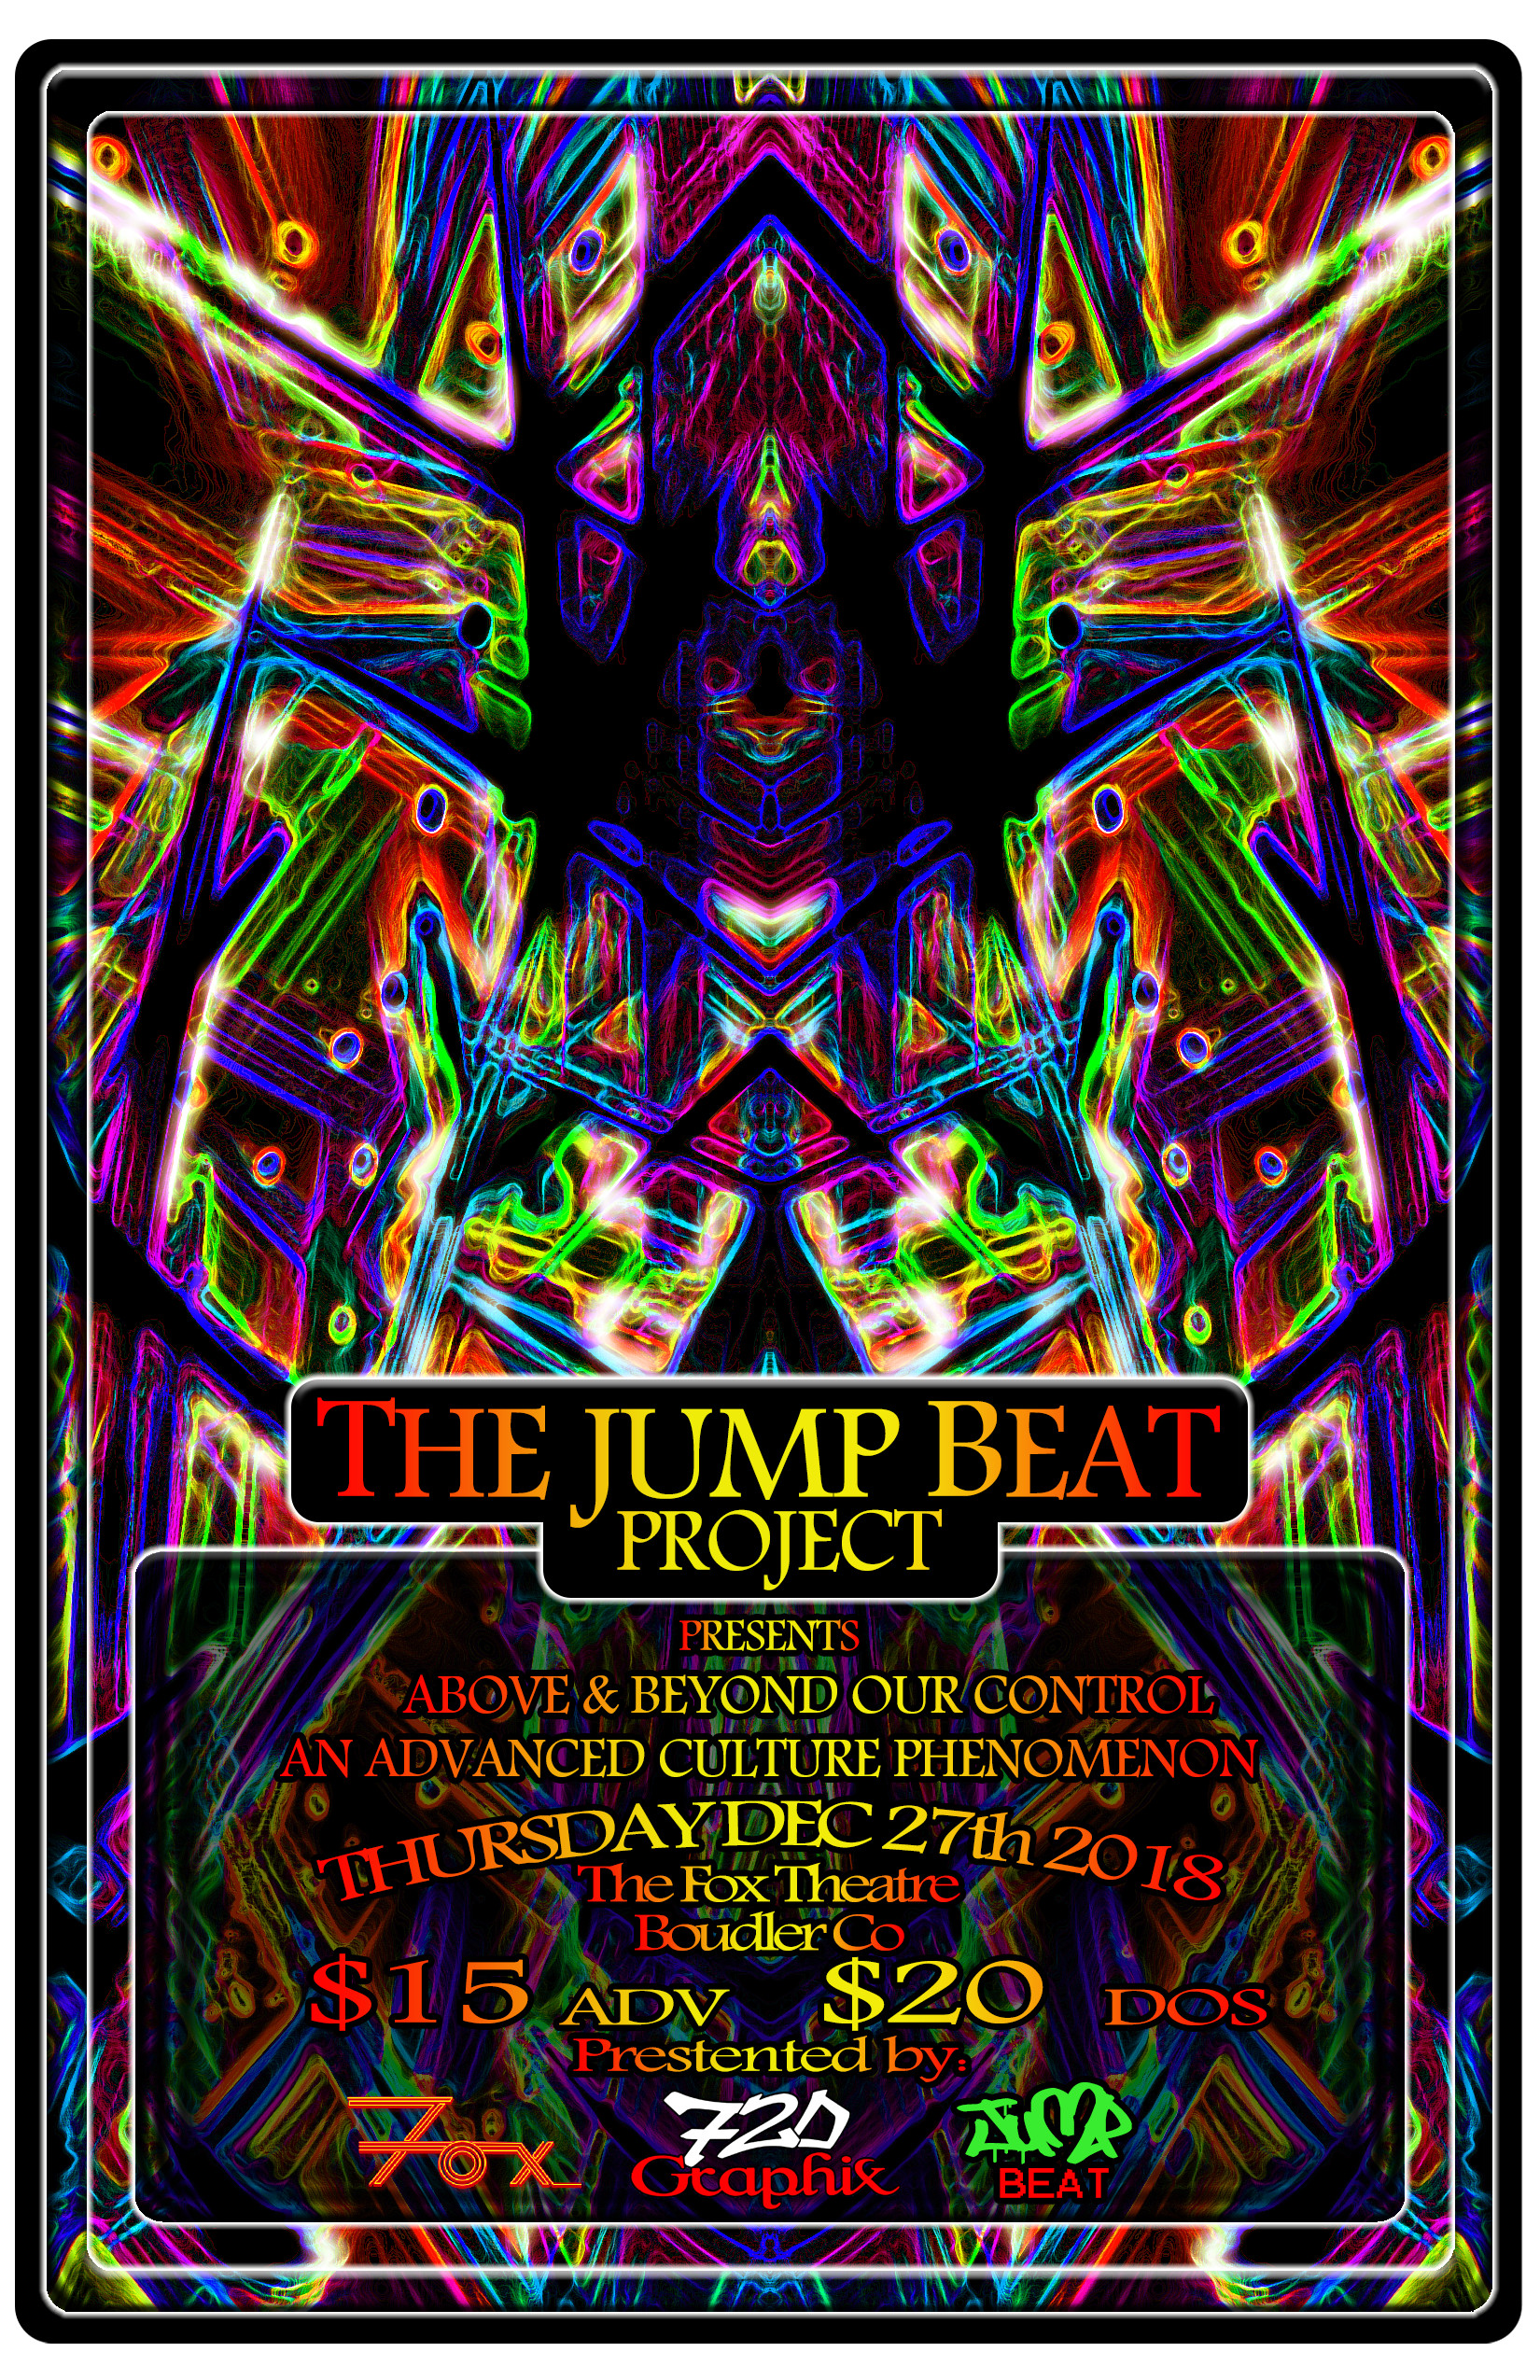 THE JUMP BEAT
PROJECT
PRESENTS
ABOVE & BEYOND OUR CONTROL
AN ADVANCED CULTURE PHENOMENON
THURSDAY DEC 27th 2018
The Fox Theatre
Boudler Co
$15 ADV $20 DOS
Prestented by:
Fox
720
Graphix
JUMP
BEAT